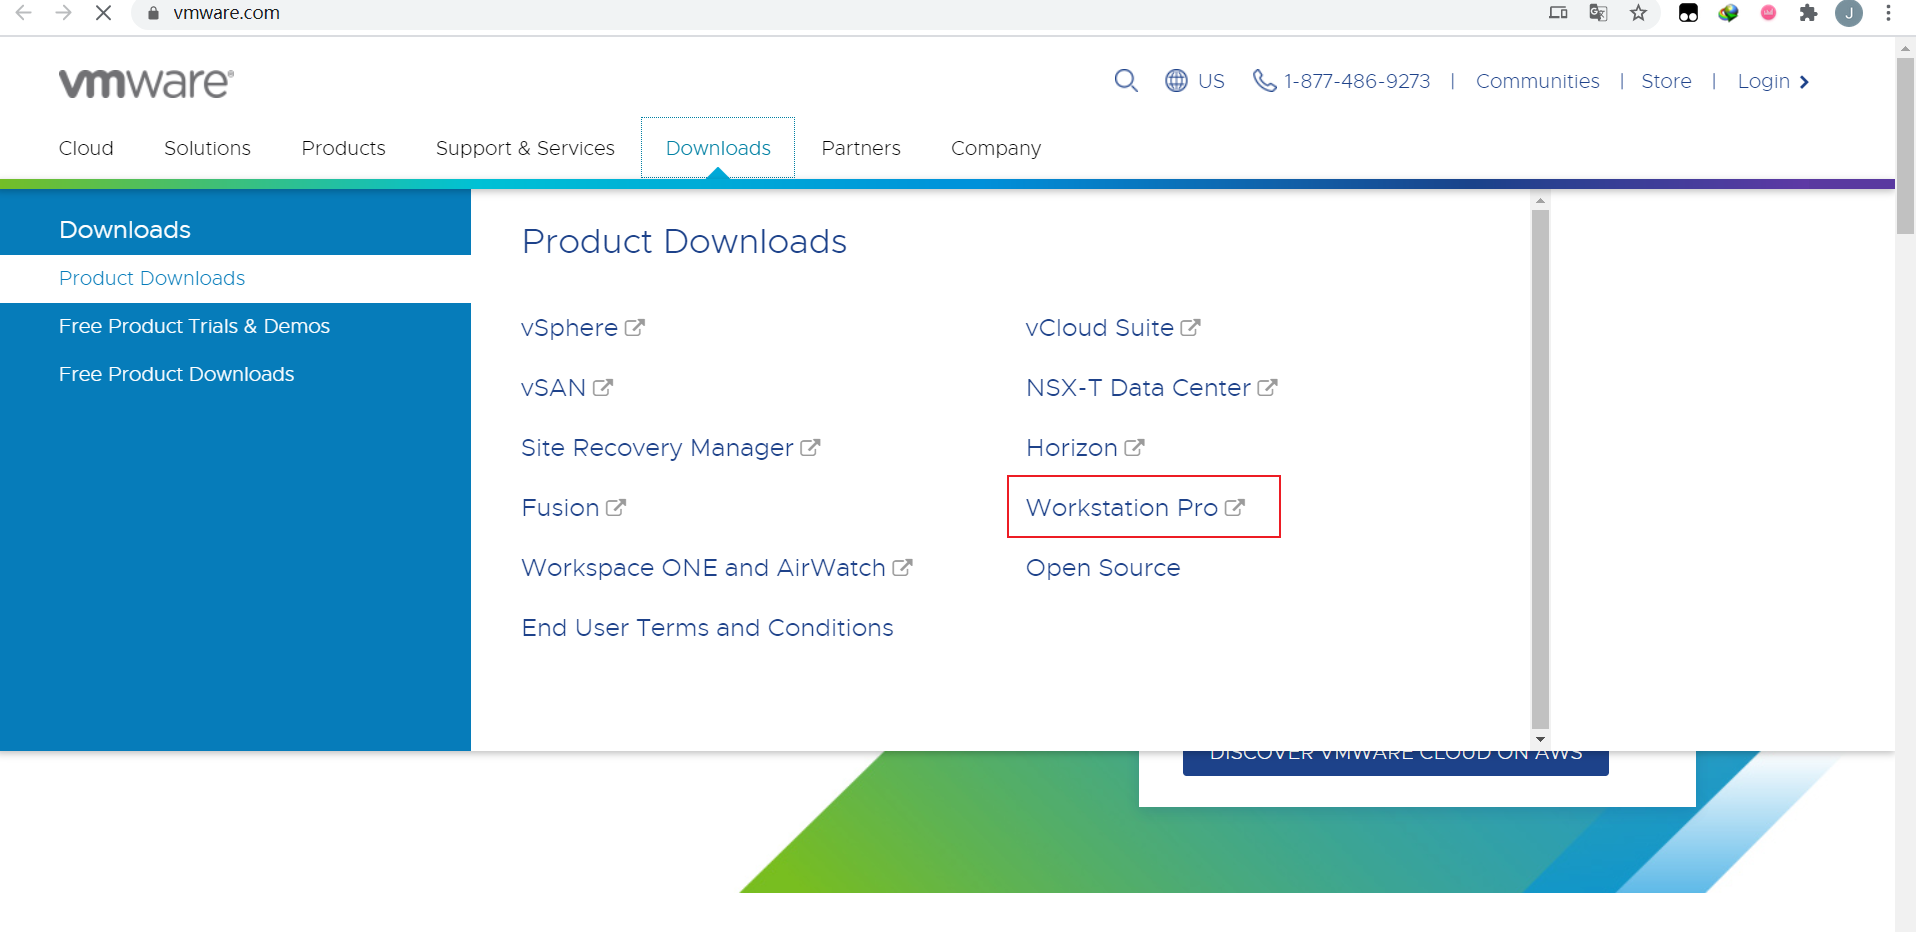 vmware.com
J
vmware®
US
1-877-486-9273 | Communities | Store | Login
Cloud Solutions Products Support & Services Downloads Partners Company
Downloads
Product Downloads
Free Product Trials & Demos
Free Product Downloads
Product Downloads
vSphere
vCloud Suite
vSAN
NSX-T Data Center
Site Recovery Manager
Horizon
Fusion
Workstation Pro
Workspace ONE and AirWatch
Open Source
End User Terms and Conditions
DISCOVER VMWARE CLOUD ON AWS